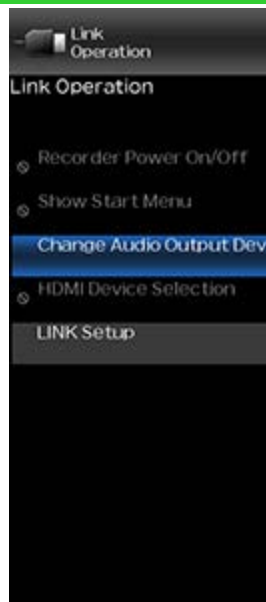 Link
Operation
Link Operation
Recorder Power On/Off
Show Start Menu
Change Audio Output Dev
HDMI Device Selection
LINK Setup